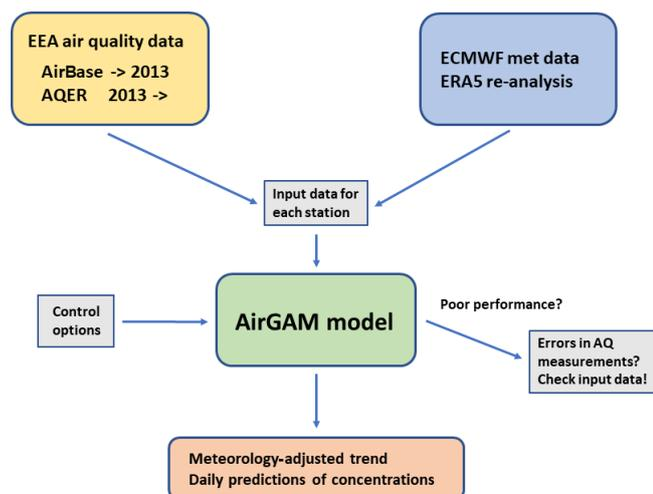 EEA air quality data
AirBase -> 2013
AQER 2013 ->
ECMWF met data
ERA5 re-analysis
Input data for
each station
Control
options
AirGAM model
Poor performance?
Errors in AQ
measurements?
Check input data!
Meteorology-adjusted trend
Daily predictions of concentrations